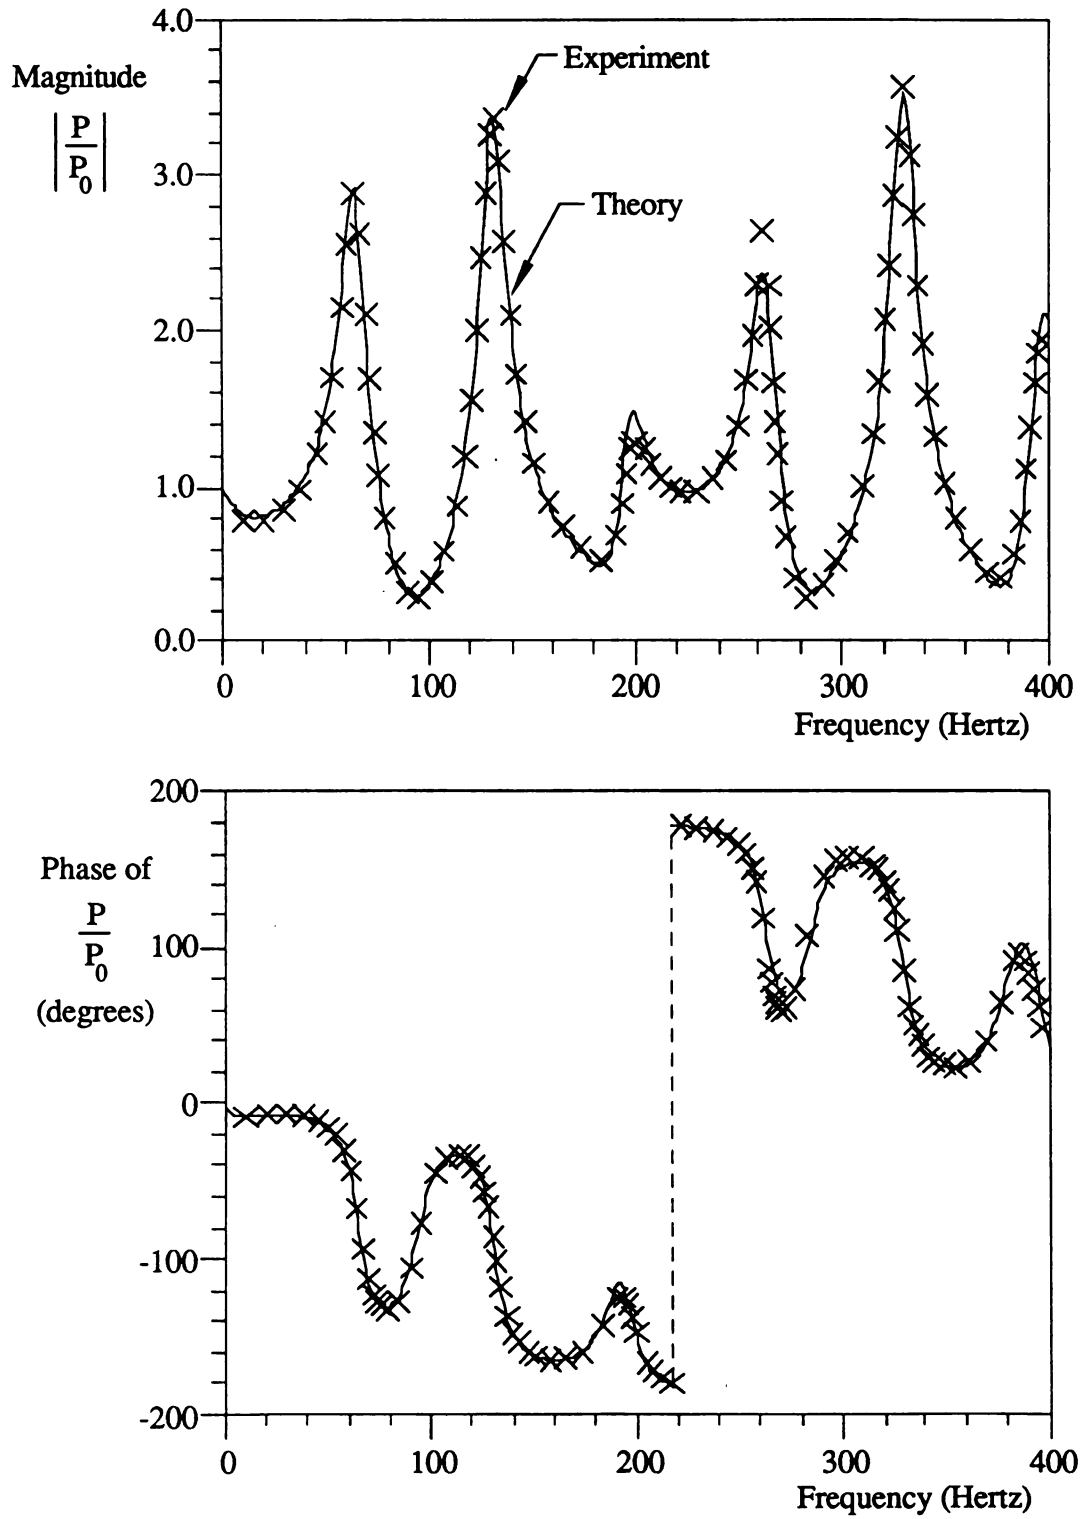 4.0
Magnitude
| P / P0 |
Experiment
3.0
Theory
2.0
1.0
0.0
0 100 200 300 400
Frequency (Hertz)
200
Phase of
P / P0
(degrees)
100
0
-100
-200
0 100 200 300 400
Frequency (Hertz)